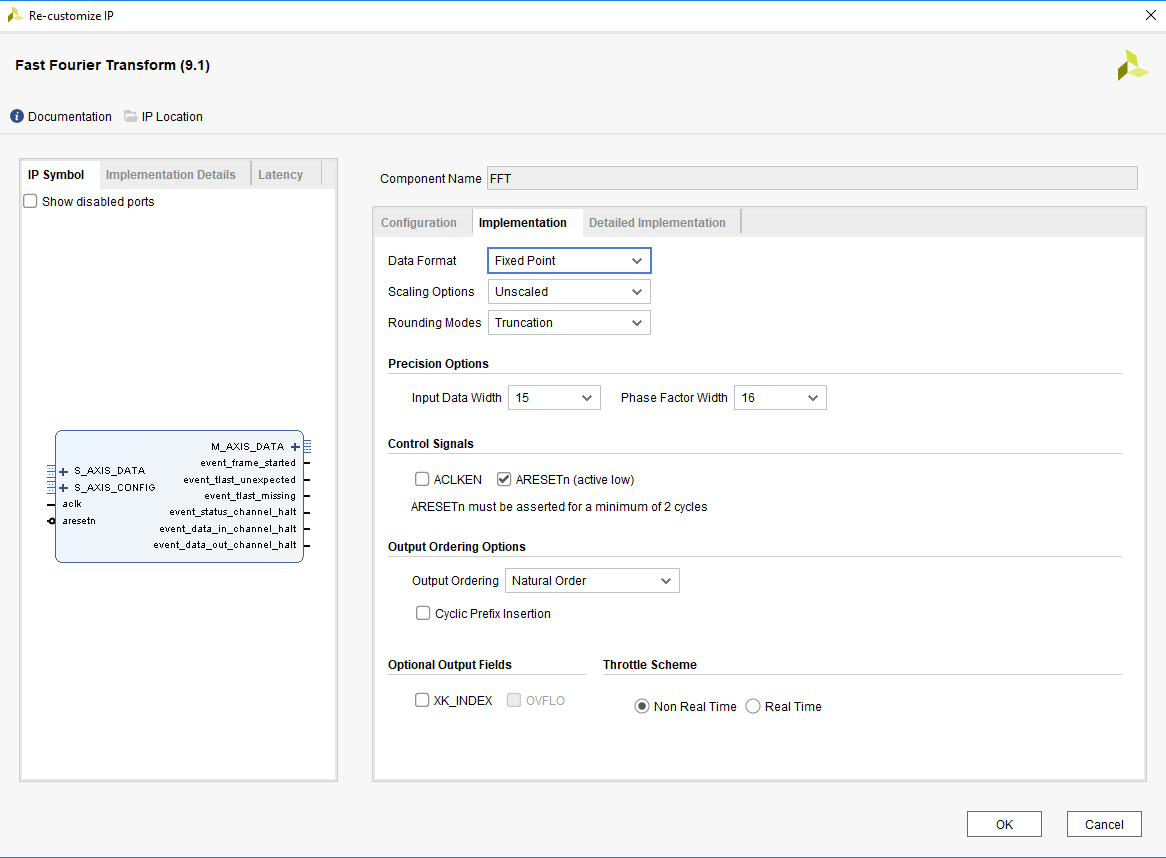 Re-customize IP
Fast Fourier Transform (9.1)
Documentation IP Location
IP Symbol Implementation Details Latency
Show disabled ports
M_AXIS_DATA
event_frame_started
S_AXIS_DATA
event_tlast_unexpected
S_AXIS_CONFIG
event_tlast_missing
aclk
event_status_channel_halt
aresetn
event_data_in_channel_halt
event_data_out_channel_halt
Component Name FFT
Configuration Implementation Detailed Implementation
Data Format Fixed Point
Scaling Options Unscaled
Rounding Modes Truncation
Precision Options
Input Data Width 15 Phase Factor Width 16
Control Signals
ACLKEN ARESETn (active low)
ARESETn must be asserted for a minimum of 2 cycles
Output Ordering Options
Output Ordering Natural Order
Cyclic Prefix Insertion
Optional Output Fields Throttle Scheme
XK_INDEX OVFLO Non Real Time Real Time
OK Cancel